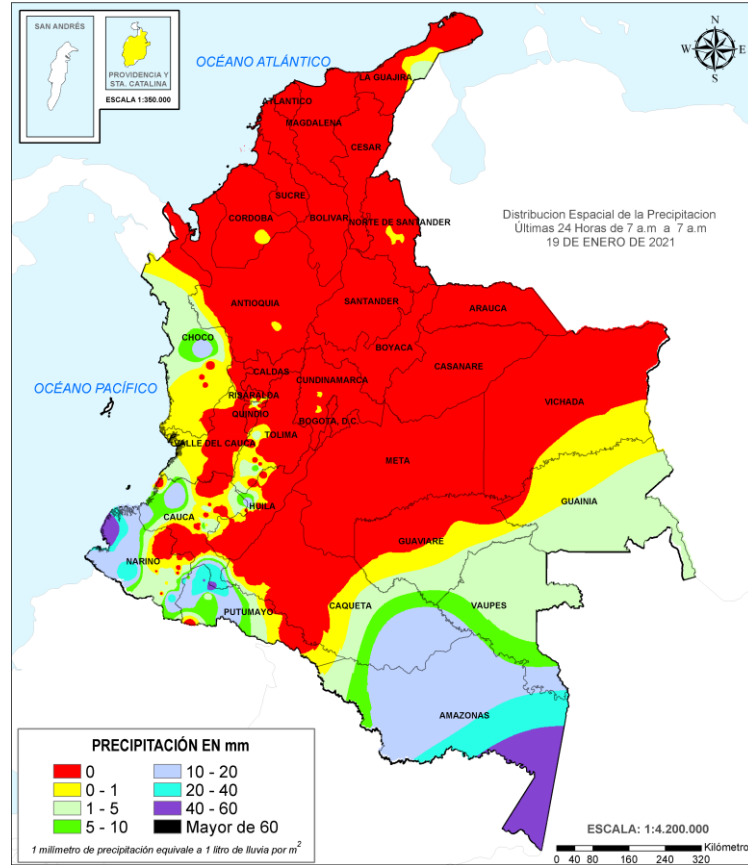 SAN ANDRÉS
PROVIDENCIA Y
STA. CATALINA
ESCALA 1:350.000
OCÉANO ATLÁNTICO
N
W
E
S
LA GUAJIRA
ATLANTICO
MAGDALENA
CESAR
SUCRE
CORDOBA
BOLIVAR
NORTE DE SANTANDER
Distribucion Espacial de la Precipitacion
Últimas 24 Horas de 7 a.m a 7 a.m
19 DE ENERO DE 2021
ANTIOQUIA
SANTANDER
ARAUCA
CHOCO
BOYACA
CASANARE
CALDAS
CUNDINAMARCA
OCÉANO PACÍFICO
RISARALDA
VICHADA
QUINDIO
BOGOTA, D.C.
TOLIMA
VALLE DEL CAUCA
META
GUAINIA
HUILA
CAUCA
GUAVIARE
NARIÑO
CAQUETA
VAUPES
PUTUMAYO
AMAZONAS
PRECIPITACIÓN EN mm
0
0 - 1
1 - 5
5 - 10
10 - 20
20 - 40
40 - 60
Mayor de 60
1 milímetro de precipitación equivale a 1 litro de lluvia por m²
ESCALA: 1:4.200.000
Kilóme
0 40 80 160 240 320